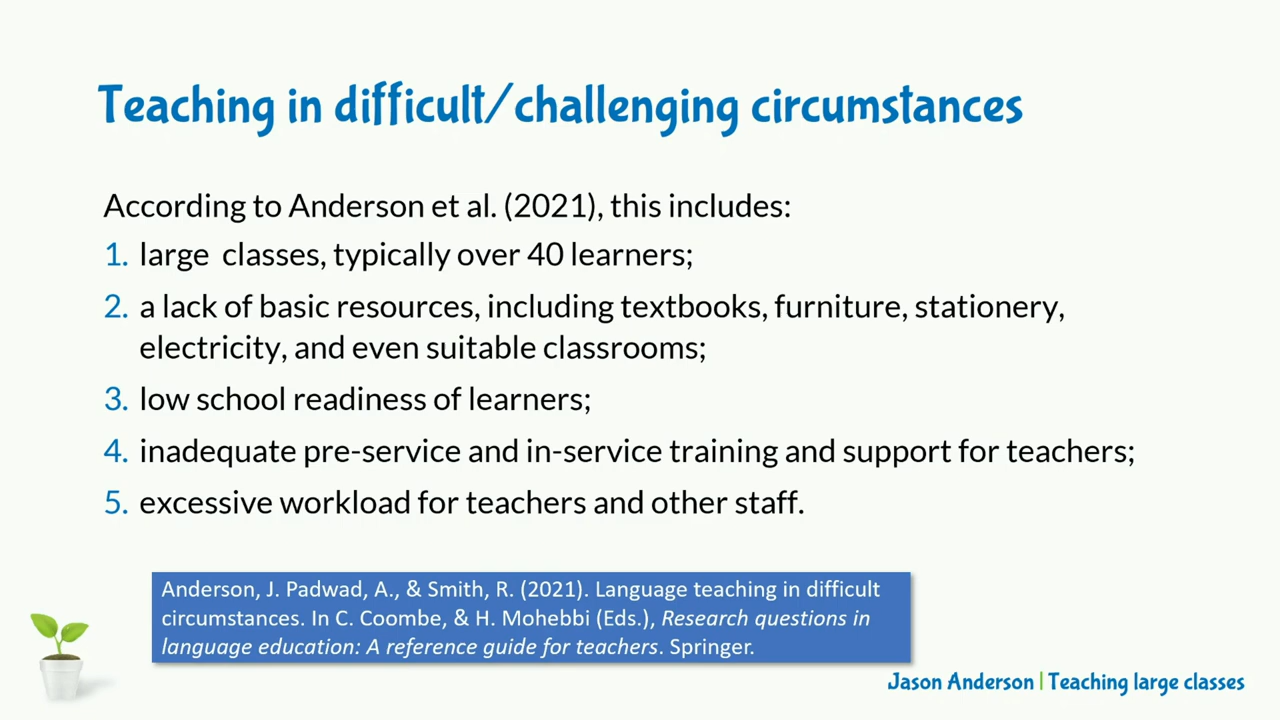 Teaching in difficult/challenging circumstances
According to Anderson et al. (2021), this includes:
1. large classes, typically over 40 learners;
2. a lack of basic resources, including textbooks, furniture, stationery,
electricity, and even suitable classrooms;
3. low school readiness of learners;
4. inadequate pre-service and in-service training and support for teachers;
5. excessive workload for teachers and other staff.
Anderson, J. Padwad, A., & Smith, R. (2021). Language teaching in difficult
circumstances. In C. Coombe, & H. Mohebbi (Eds.), Research questions in
language education: A reference guide for teachers. Springer.
Jason Anderson | Teaching large classes